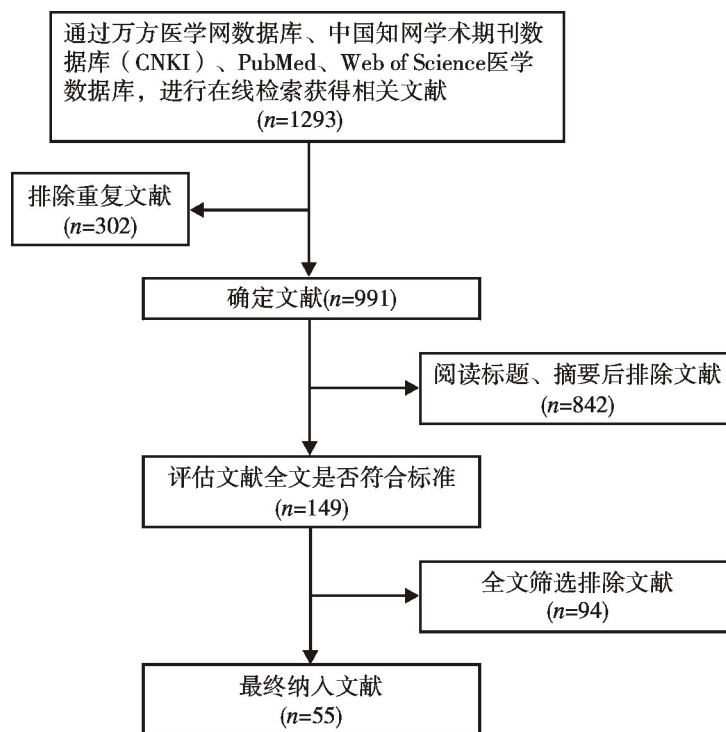 通过万方医学网数据库、中国知网学术期刊数
据库（CNKI）、PubMed、Web of Science医学
数据库，进行在线检索获得相关文献
(n=1293)
排除重复文献
(n=302)
确定文献(n=991)
阅读标题、摘要后排除文献
(n=842)
评估文献全文是否符合标准
(n=149)
全文筛选排除文献
(n=94)
最终纳入文献
(n=55)